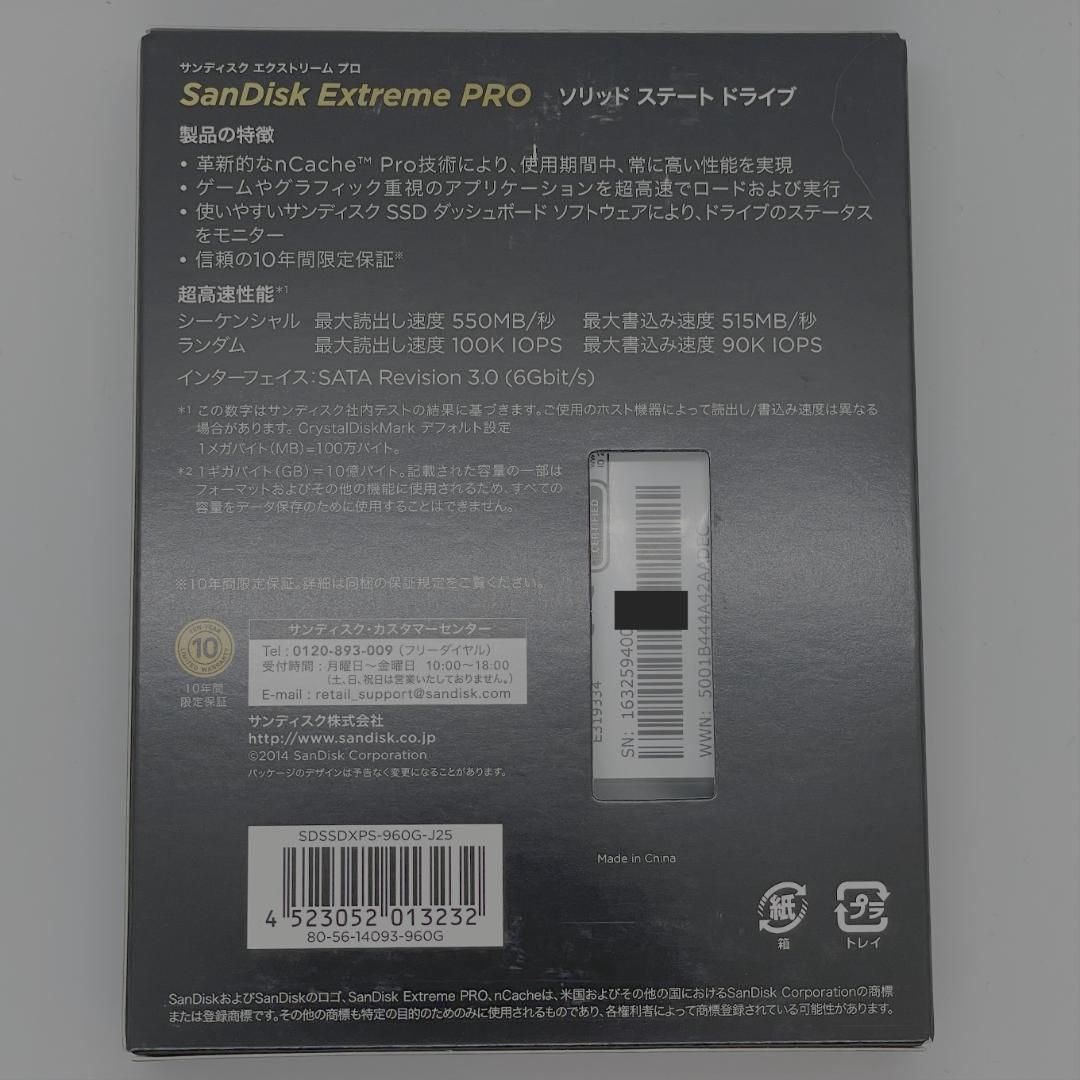 サンディスク エクストリーム プロ
SanDisk Extreme PRO ソリッド ステート ドライブ
製品の特徴
• 革新的なnCache™ Pro技術により、使用期間中、常に高い性能を実現
• ゲームやグラフィック重視のアプリケーションを超高速でロードおよび実行
• 使いやすいサンディスク SSD ダッシュボード ソフトウェアにより、ドライブのステータス
をモニター
• 信頼の10年間限定保証※
超高速性能*1
シーケンシャル 最大読出し速度 550MB/秒 最大書込み速度 515MB/秒
ランダム 最大読出し速度 100K IOPS 最大書込み速度 90K IOPS
インターフェイス：SATA Revision 3.0 (6Gbit/s)
*1 この数字はサンディスク社内テストの結果に基づきます。ご使用のホスト機器によって読出し/書込み速度は異なる
場合があります。CrystalDiskMark デフォルト設定
1メガバイト（MB）=100万バイト。
*2 1ギガバイト（GB）=10億バイト。記載された容量の一部は
フォーマットおよびその他の機能に使用されるため、すべての
容量をデータ保存のために使用することはできません。
※10年間限定保証。詳細は同梱の保証規定をご覧ください。
TEN YEAR
10
LIMITED WARRANTY
10年間
限定保証
サンディスク・カスタマーセンター
Tel : 0120-893-009（フリーダイヤル）
受付時間：月曜日～金曜日 10:00～18:00
（土、日、祝日は営業いたしておりません。）
E-mail : retail_support@sandisk.com
サンディスク株式会社
http://www.sandisk.co.jp
©2014 SanDisk Corporation
パッケージのデザインは予告なく変更になることがあります。
CERTIFIED
E319334
SN: 16325940
WWN: 5001B444A42AADEC
SDSSDXPS-960G-J25
4 523052 013232
80-56-14093-960G
Made in China
紙
箱
プラ
トレイ
SanDiskおよびSanDiskのロゴ、SanDisk Extreme PRO、nCacheは、米国およびその他の国におけるSanDisk Corporationの商標
または登録商標です。その他の商標も特定の目的のためのみに使用されるものであり、各権利者によって商標登録されている可能性があります。